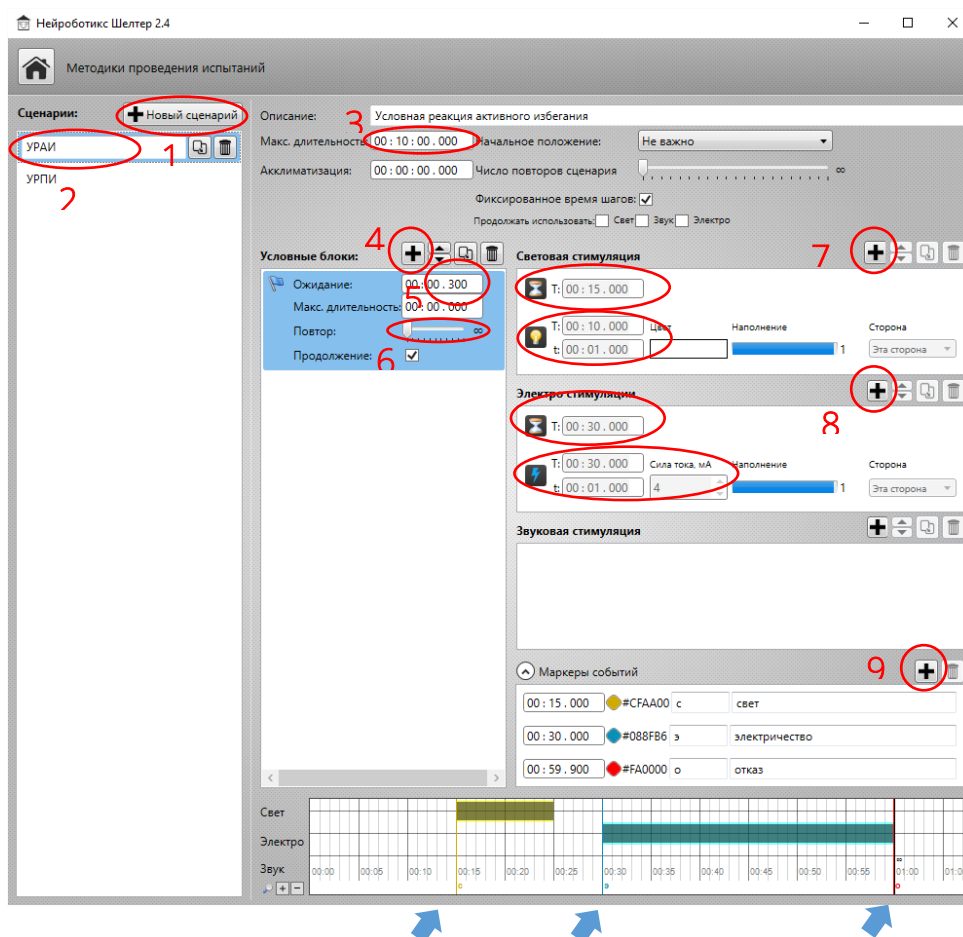 Нейроботикс Шелтер 2.4
Методики проведения испытаний
Сценарии:
Новый сценарий
1
УРАИ
2
УРПИ
Описание:
3
Условная реакция активного избегания
Макс. длительность:
00 : 10 : 00 . 000
Начальное положение:
Не важно
Акклиматизация:
00 : 00 : 00 . 000
Число повторов сценария
∞
Фиксированное время шагов:
Продолжать использовать:
Свет
Звук
Электро
4
Условные блоки:
5
Ожидание:
00 : 00 . 300
Макс. длительность:
00 : 00 . 000
Повтор:
∞
6
Продолжение:
7
Световая стимуляция
T: 00 : 15 . 000
T: 00 : 10 . 000
Цвет
Наполнение
Сторона
t: 00 : 01 . 000
1
Эта сторона
8
Электро стимуляции
T: 00 : 30 . 000
T: 00 : 30 . 000
Сила тока, мА
Наполнение
Сторона
t: 00 : 01 . 000
4
1
Эта сторона
Звуковая стимуляция
9
Маркеры событий
00 : 15 . 000 #CFAA00 с свет
00 : 30 . 000 #088FB6 э электричество
00 : 59 . 900 #FA0000 о отказ
Свет
Электро
Звук
00:00 00:05 00:10 00:15 00:20 00:25 00:30 00:35 00:40 00:45 00:50 00:55 01:00 01:0
∞
с э о